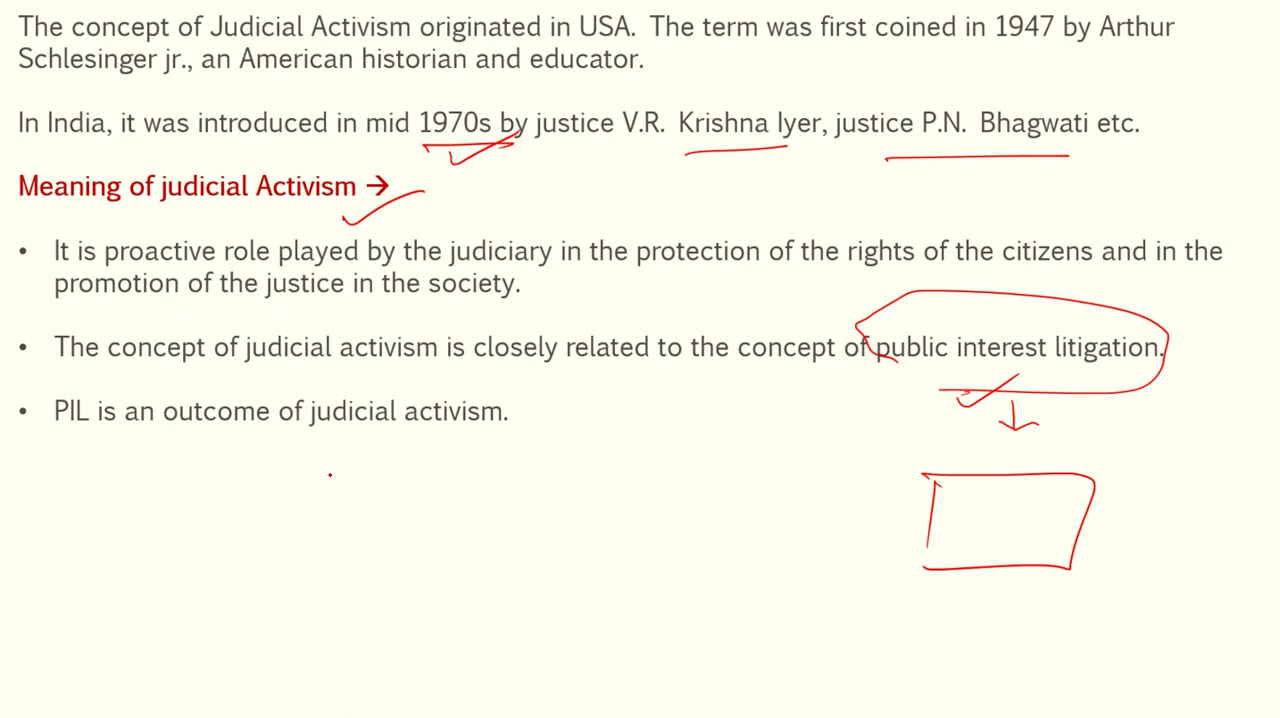 The concept of Judicial Activism originated in USA. The term was first coined in 1947 by Arthur
Schlesinger jr., an American historian and educator.
In India, it was introduced in mid 1970s by justice V.R. Krishna Iyer, justice P.N. Bhagwati etc.
Meaning of judicial Activism →
• It is proactive role played by the judiciary in the protection of the rights of the citizens and in the
promotion of the justice in the society.
• The concept of judicial activism is closely related to the concept of public interest litigation.
• PIL is an outcome of judicial activism.